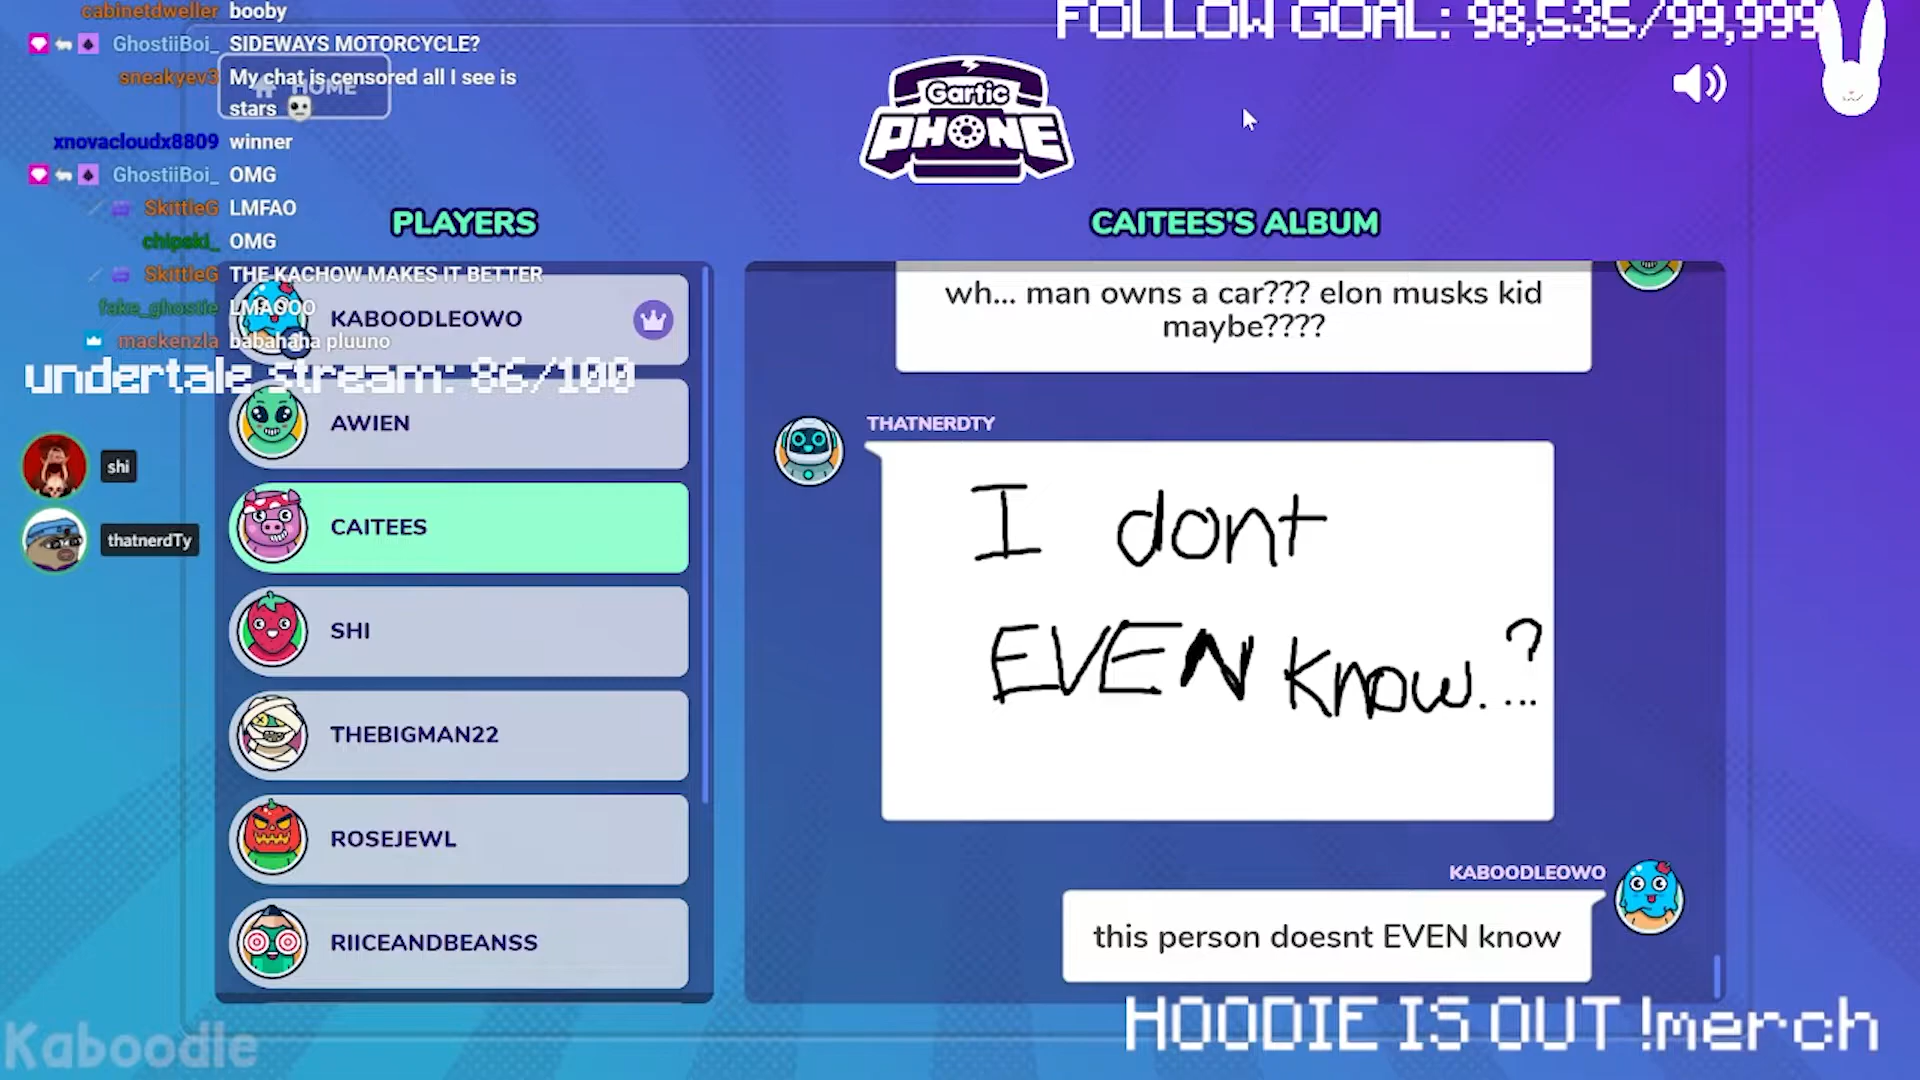 cabinetdweller booby
GhostiiBoi_ SIDEWAYS MOTORCYCLE?
sneakyev3 My chat is censored all I see is
stars
HOME
xnovacloudx8809 winner
GhostiiBoi_ OMG
SkittleG LMFAO
chipski_ OMG
SkittleG THE KACHOW MAKES IT BETTER
fake_ghostie LMAOOO
mackenzla babahaha pluuno
undertale stream: 86/100
shi
thatnerdTy
FOLLOW GOAL: 98,535/99,999
Gartic
PHONE
PLAYERS
KABOODLEOWO
AWIEN
CAITEES
SHI
THEBIGMAN22
ROSEJEWL
RIICEANDBEANSS
CAITEES'S ALBUM
wh... man owns a car??? elon musks kid
maybe????
THATNERDTY
I dont
EVEN know...?
KABOODLEOWO
this person doesnt EVEN know
HOODIE IS OUT !merch
Kaboodle